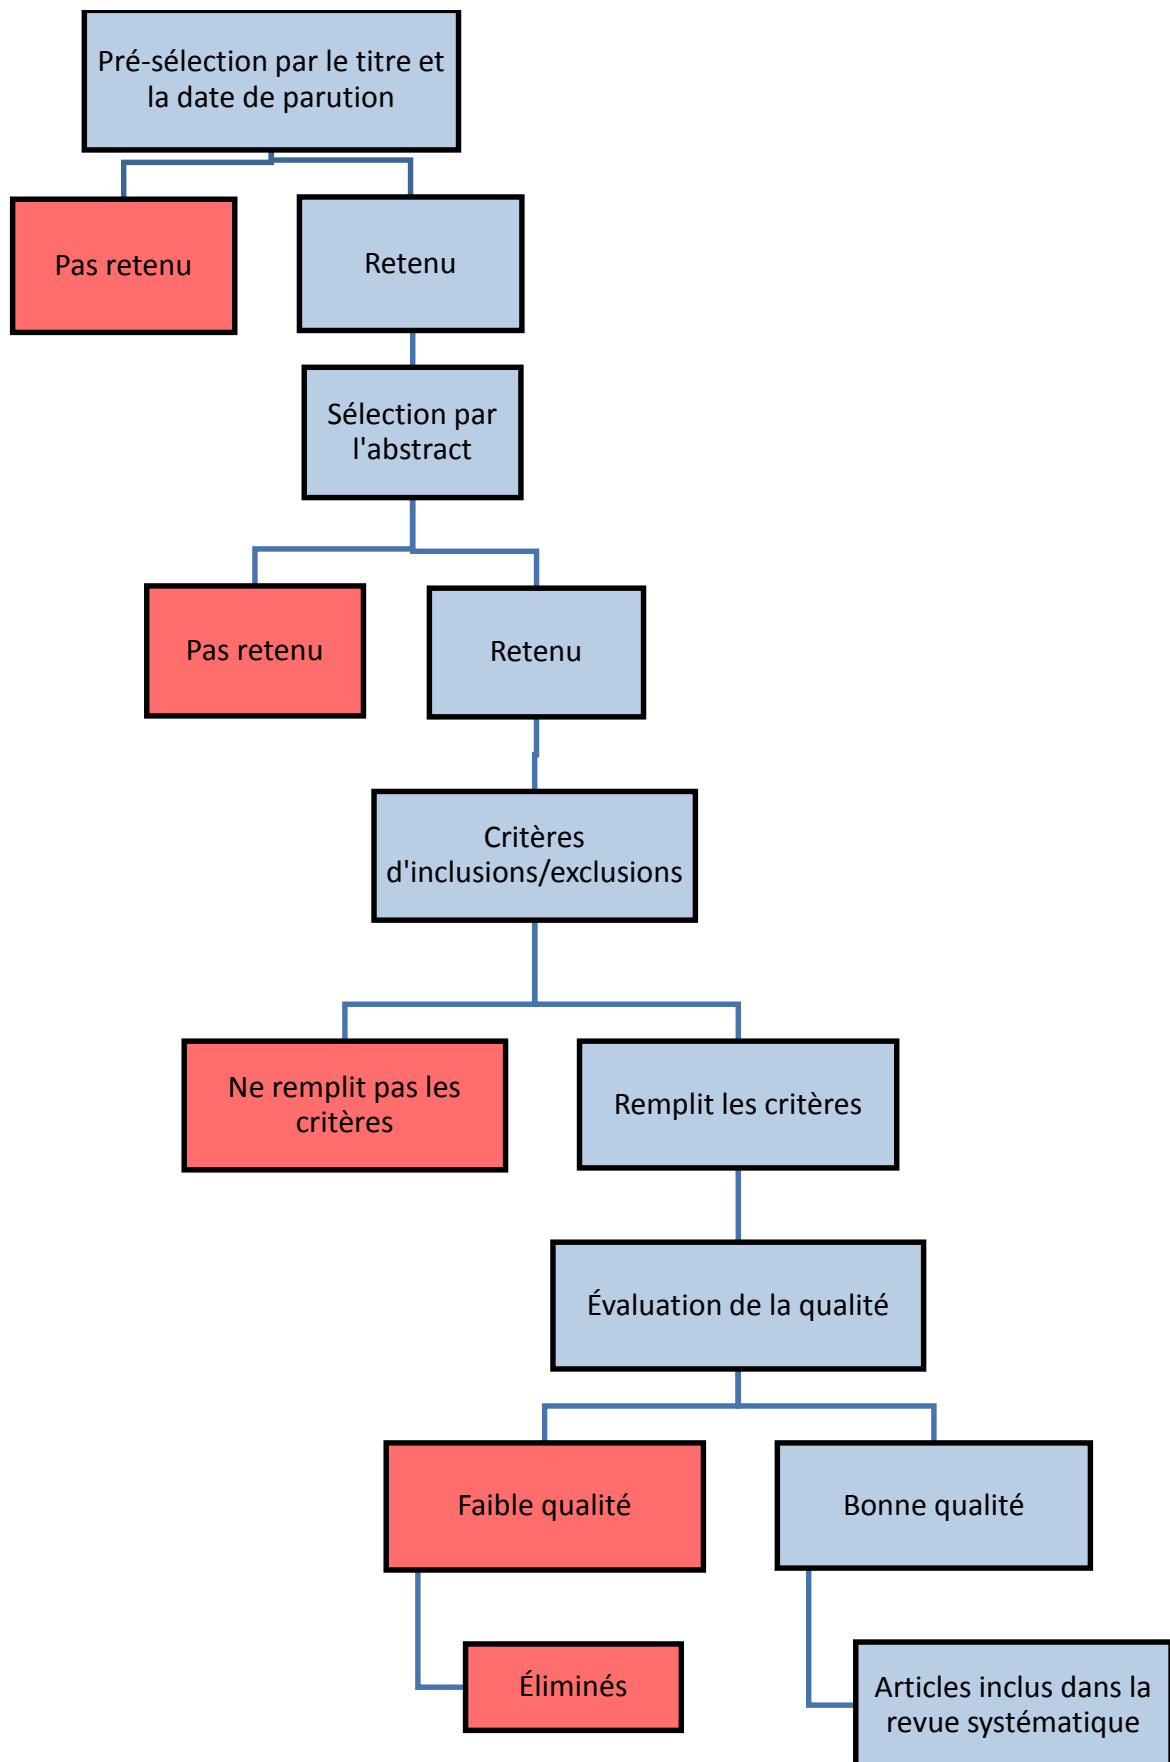 Pré-sélection par le titre et
la date de parution
Pas retenu
Retenu
Sélection par
l'abstract
Pas retenu
Retenu
Critères
d'inclusions/exclusions
Ne remplit pas les
critères
Remplit les critères
Évaluation de la qualité
Faible qualité
Bonne qualité
Éliminés
Articles inclus dans la
revue systématique